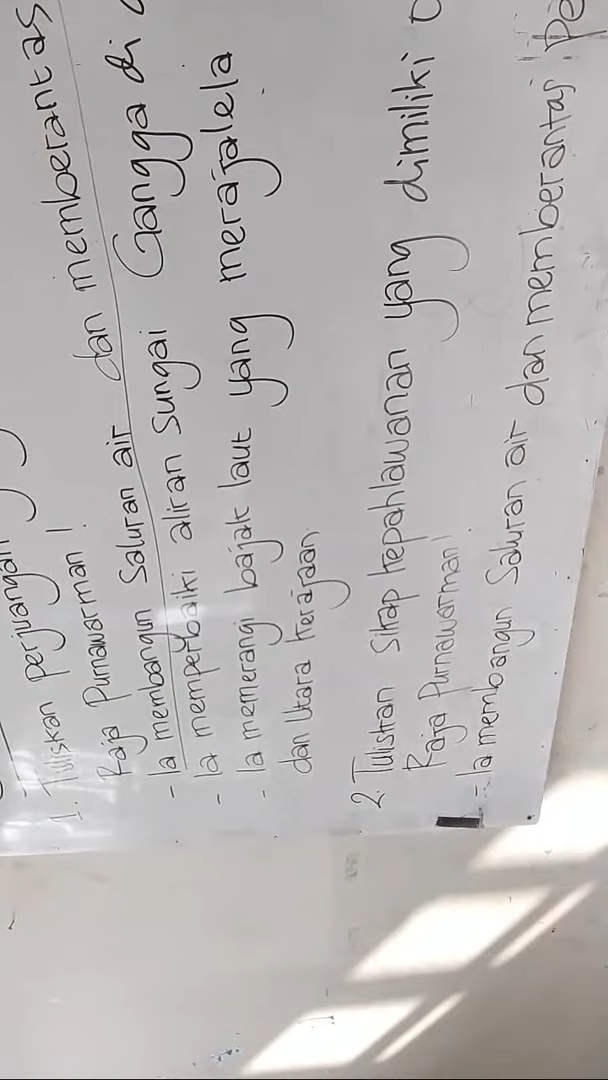 1. Tuliskan perjuangan
Raja Purnawarman!
- Ia membangun Saluran air dan memberantas
- Ia memperbaiki aliran sungai Gangga di
- Ia memerangi bajak laut yang merajalela
dan Utara kerajaan
2. Tuliskan sikap kepahlawanan yang dimiliki
Raja Purnawarman!
- Ia membangun Saluran air dan memberantas